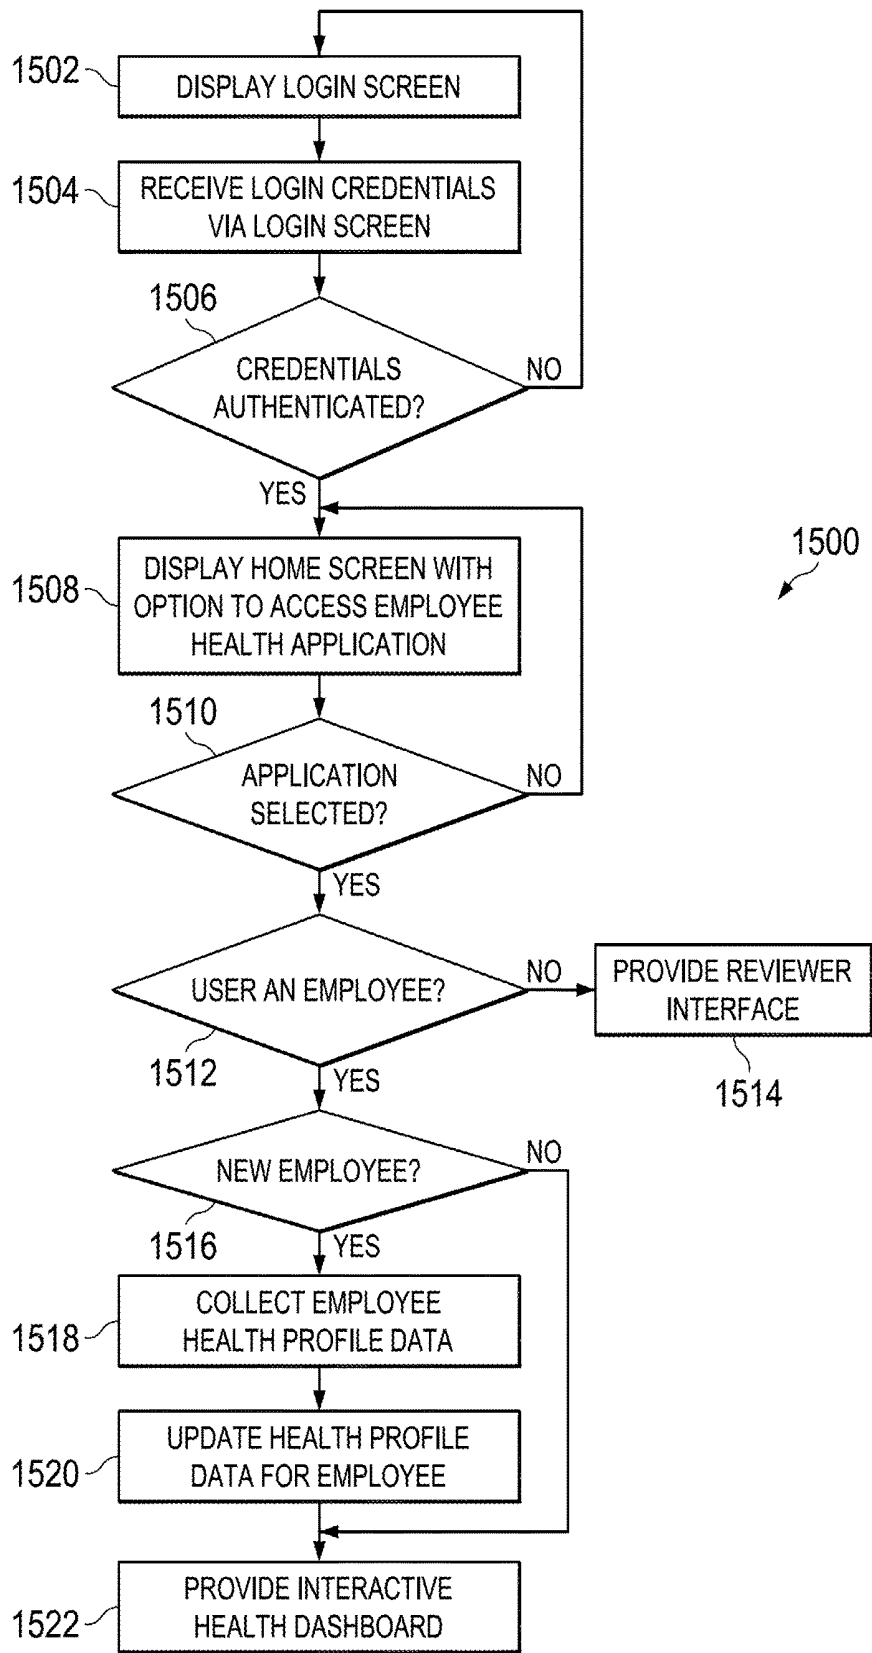 1502
DISPLAY LOGIN SCREEN
1504
RECEIVE LOGIN CREDENTIALS
VIA LOGIN SCREEN
1506
CREDENTIALS
AUTHENTICATED?
NO
YES
1500
1508
DISPLAY HOME SCREEN WITH
OPTION TO ACCESS EMPLOYEE
HEALTH APPLICATION
1510
APPLICATION
SELECTED?
NO
YES
USER AN EMPLOYEE?
NO
PROVIDE REVIEWER
INTERFACE
1512
YES
1514
NEW EMPLOYEE?
NO
1516
YES
1518
COLLECT EMPLOYEE
HEALTH PROFILE DATA
1520
UPDATE HEALTH PROFILE
DATA FOR EMPLOYEE
1522
PROVIDE INTERACTIVE
HEALTH DASHBOARD